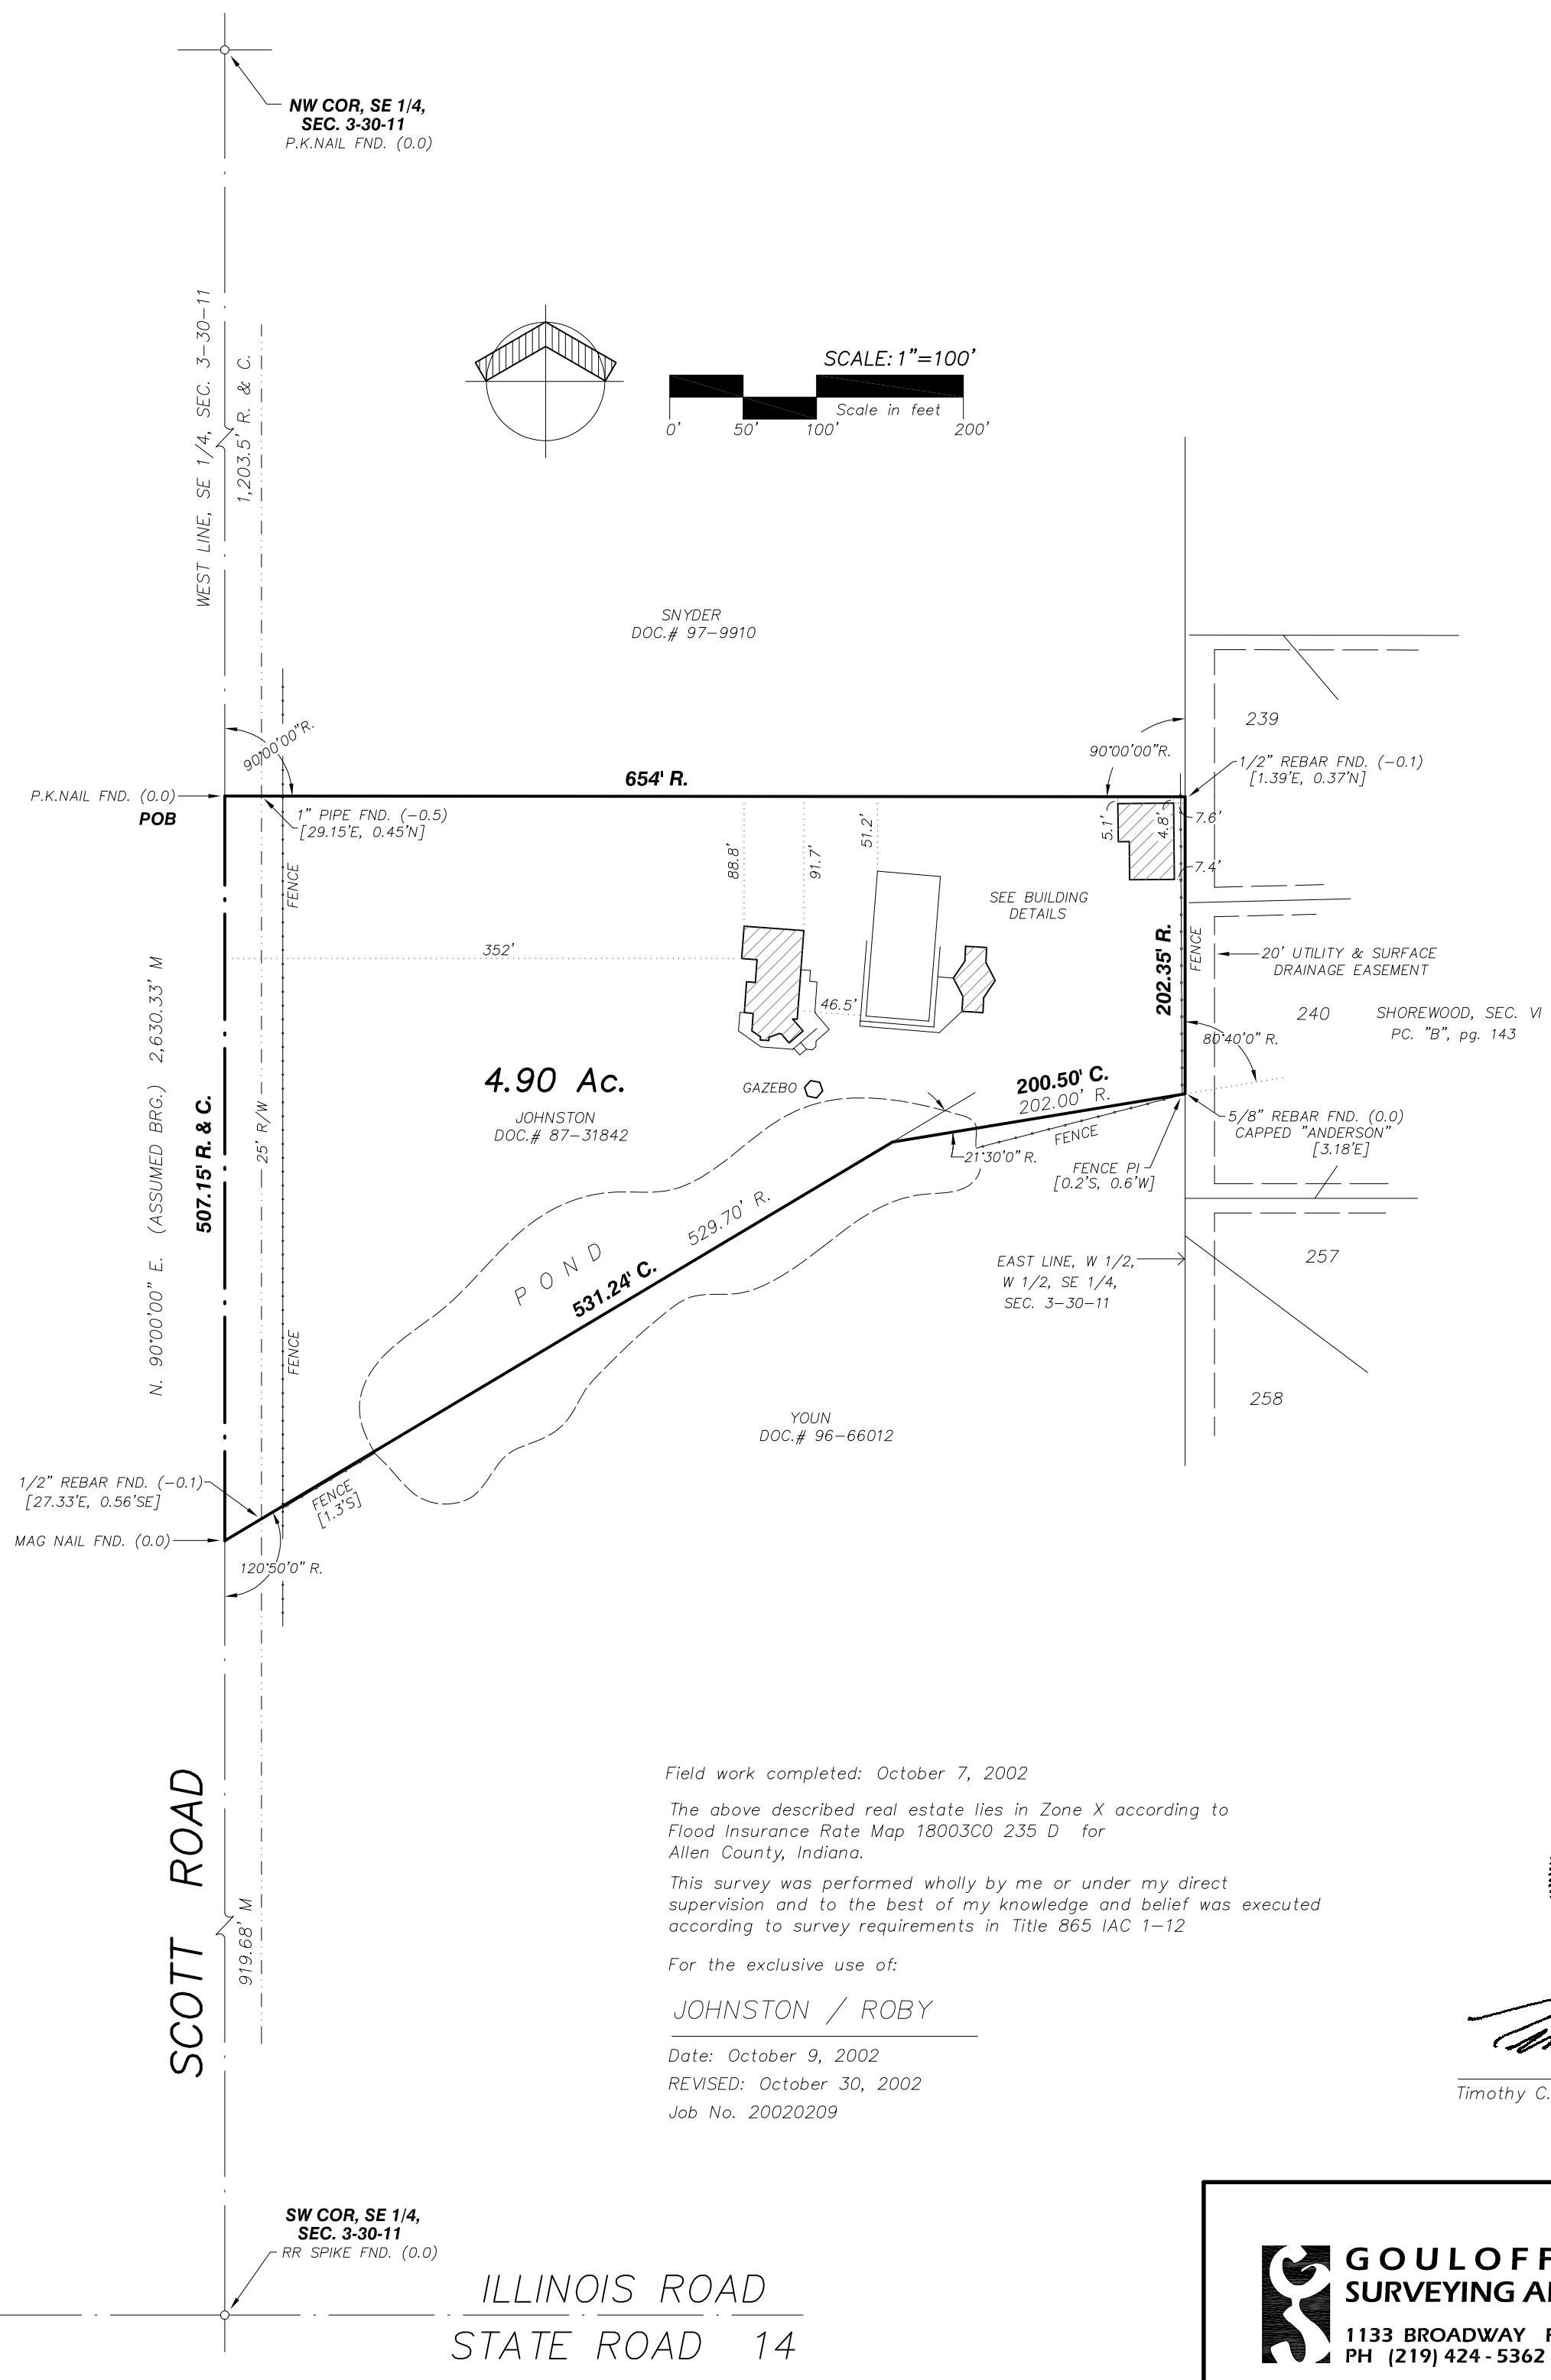 NW COR, SE 1/4,
SEC. 3-30-11
P.K.NAIL FND. (0.0)
WEST LINE, SE 1/4, SEC. 3-30-11
1,203.5' R. & C.
SCALE: 1"=100'
Scale in feet
0' 50' 100' 200'
SNYDER
DOC.# 97-9910
239
90°00'00"R.
90°00'00"R.
1/2" REBAR FND. (-0.1)
[1.39'E, 0.37'N]
654' R.
P.K.NAIL FND. (0.0)
POB
1" PIPE FND. (-0.5)
[29.15'E, 0.45'N]
5.1'
4.8'
7.6'
7.4'
88.8'
91.7'
51.2'
FENCE
SEE BUILDING
DETAILS
202.35' R.
FENCE
20' UTILITY & SURFACE
DRAINAGE EASEMENT
352'
46.5'
240
SHOREWOOD, SEC. VI
PC. "B", pg. 143
80°40'0" R.
N. 90°00'00" E. (ASSUMED BRG.) 2,630.33' M
507.15' R. & C.
25' R/W
4.90 Ac.
JOHNSTON
DOC.# 87-31842
GAZEBO
200.50' C.
202.00' R.
FENCE
21°30'0" R.
5/8" REBAR FND. (0.0)
CAPPED "ANDERSON"
[3.18'E]
FENCE PI
[0.2'S, 0.6'W]
529.70' R.
POND
531.24' C.
EAST LINE, W 1/2,
W 1/2, SE 1/4,
SEC. 3-30-11
257
FENCE
258
YOUN
DOC.# 96-66012
1/2" REBAR FND. (-0.1)
[27.33'E, 0.56'SE]
FENCE
[1.3'S]
MAG NAIL FND. (0.0)
120°50'0" R.
SCOTT ROAD
919.68' M
Field work completed: October 7, 2002
The above described real estate lies in Zone X according to
Flood Insurance Rate Map 18003C0 235 D for
Allen County, Indiana.
This survey was performed wholly by me or under my direct
supervision and to the best of my knowledge and belief was executed
according to survey requirements in Title 865 IAC 1-12
For the exclusive use of:
JOHNSTON / ROBY
Date: October 9, 2002
REVISED: October 30, 2002
Job No. 20020209
Timothy C.
SW COR, SE 1/4,
SEC. 3-30-11
RR SPIKE FND. (0.0)
ILLINOIS ROAD
STATE ROAD 14
GOULOFF
SURVEYING
1133 BROADWAY
PH (219) 424 - 5362